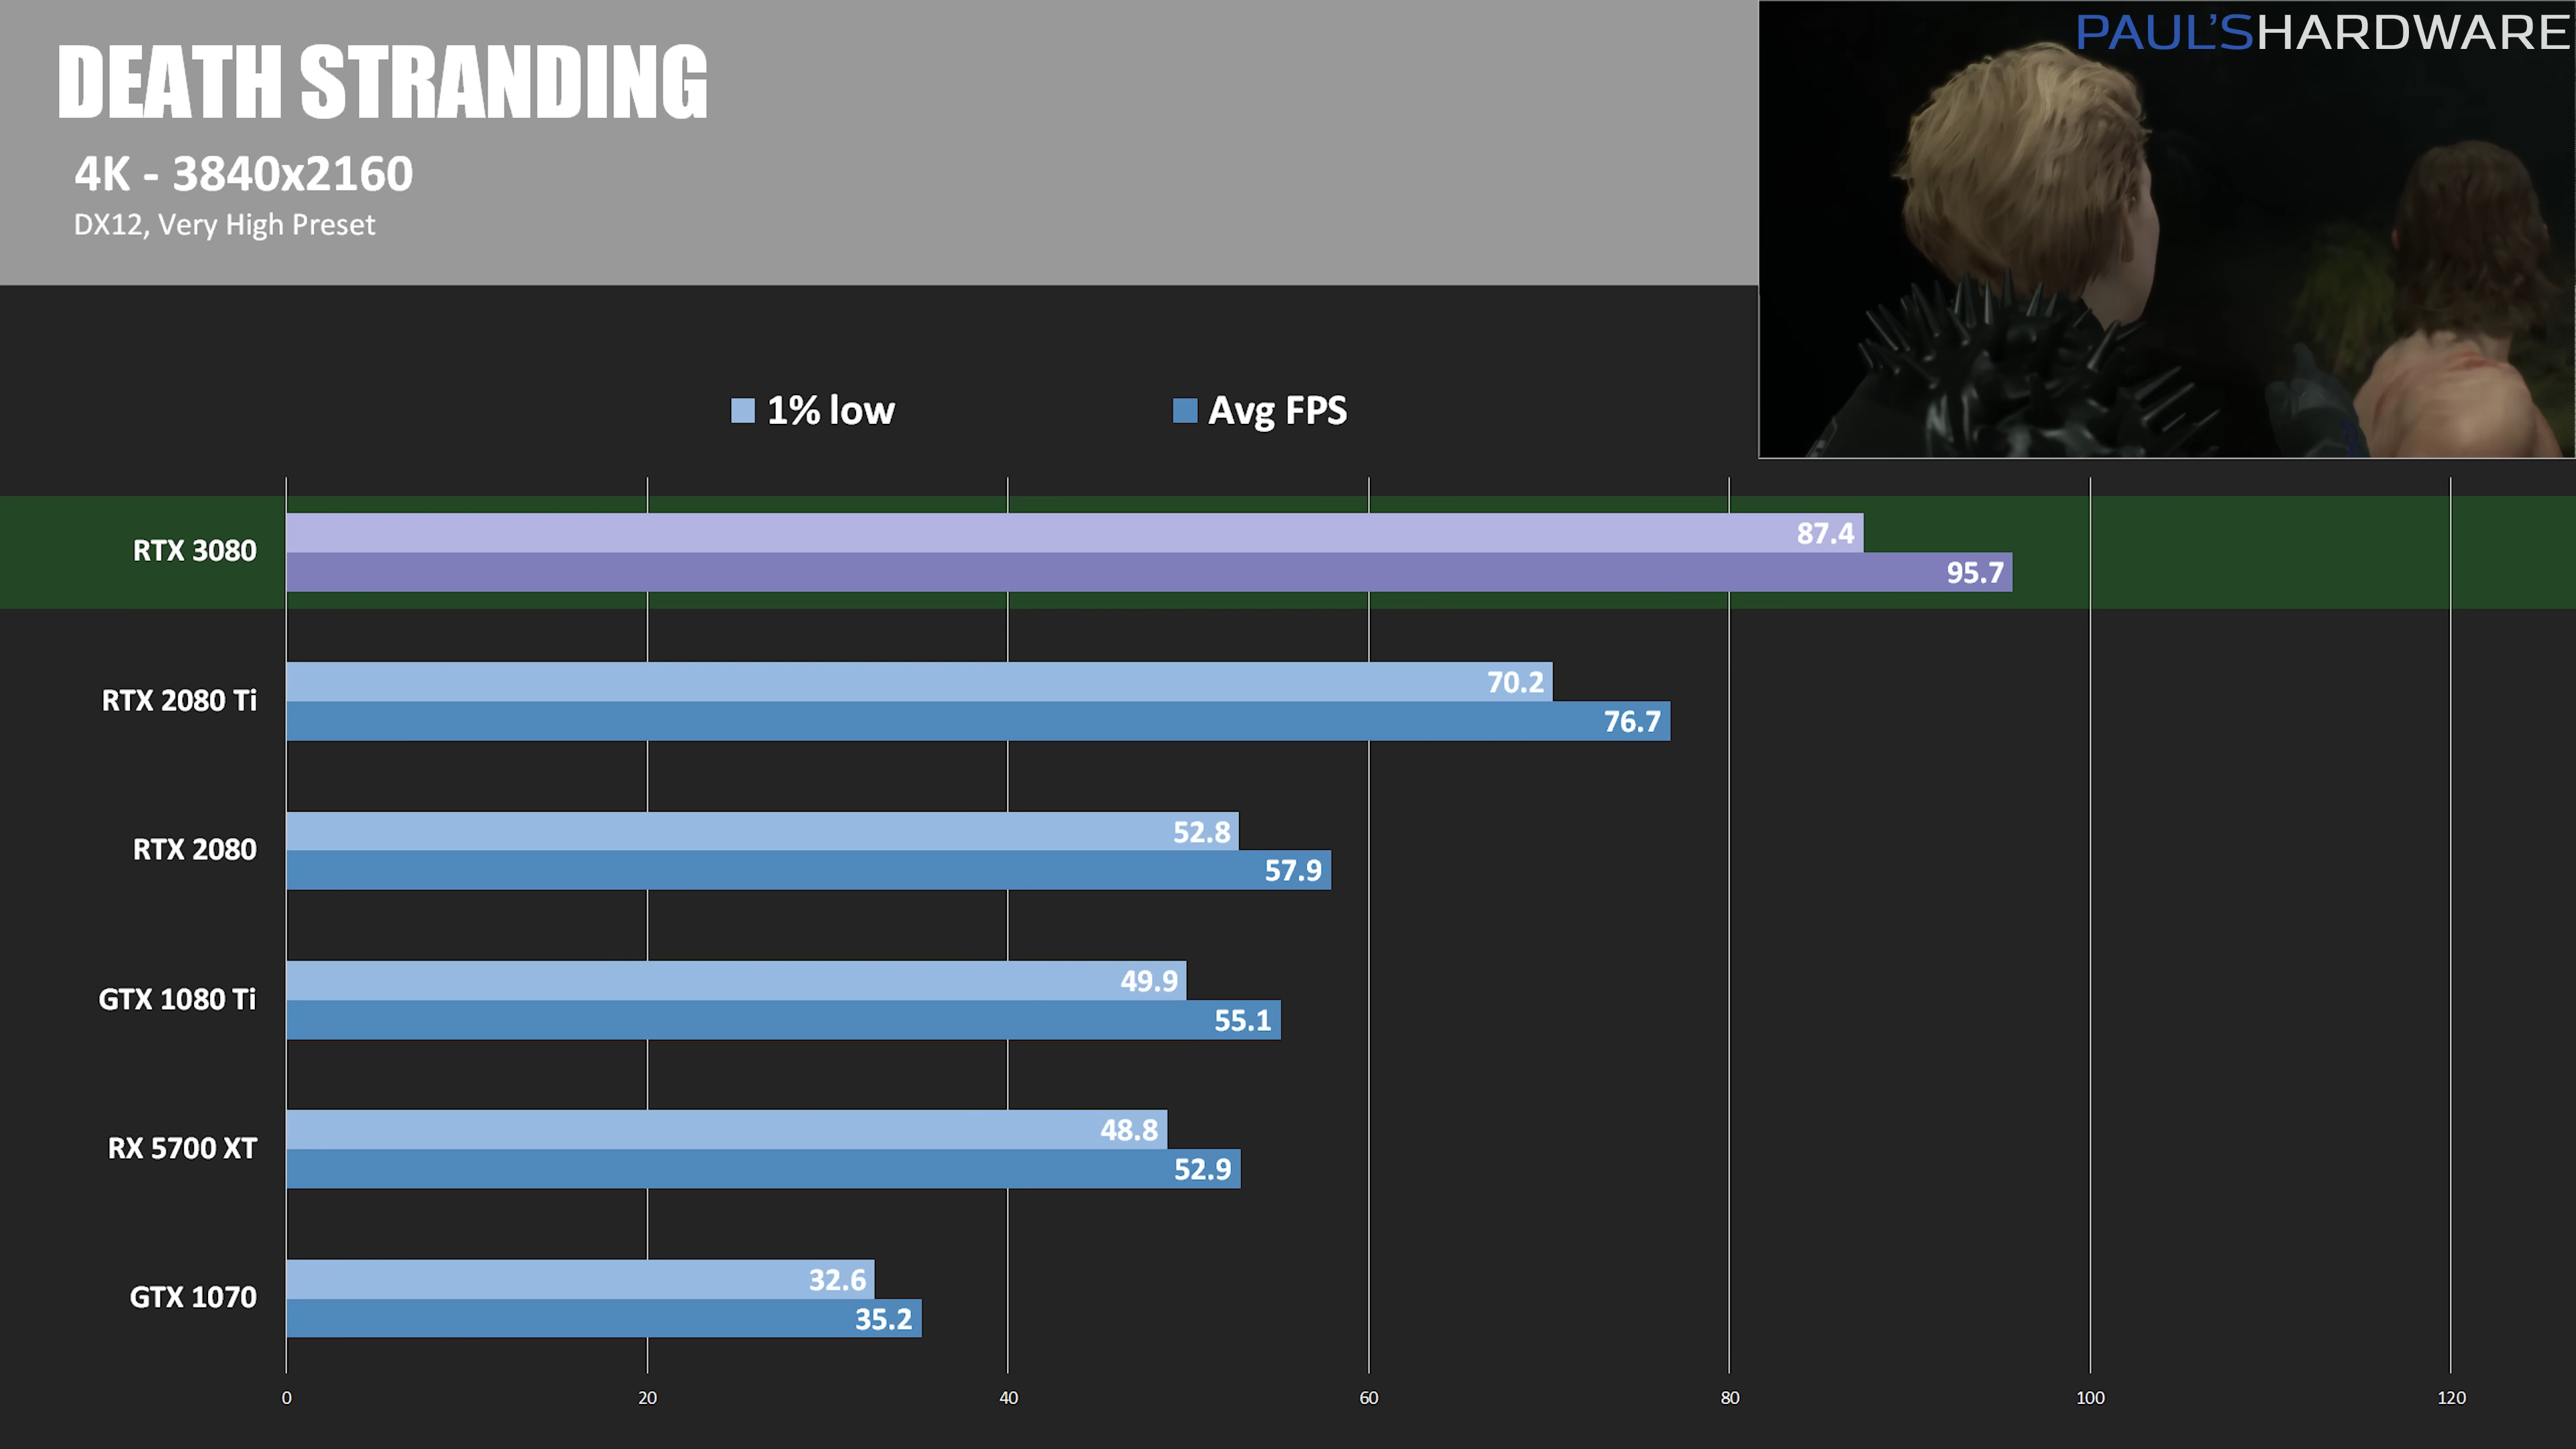 DEATH STRANDING
PAUL'SHARDWARE
4K - 3840x2160
DX12, Very High Preset
1% low
Avg FPS
RTX 3080
87.4
95.7
RTX 2080 Ti
70.2
76.7
RTX 2080
52.8
57.9
GTX 1080 Ti
49.9
55.1
RX 5700 XT
48.8
52.9
GTX 1070
32.6
35.2
0 20 40 60 80 100 120